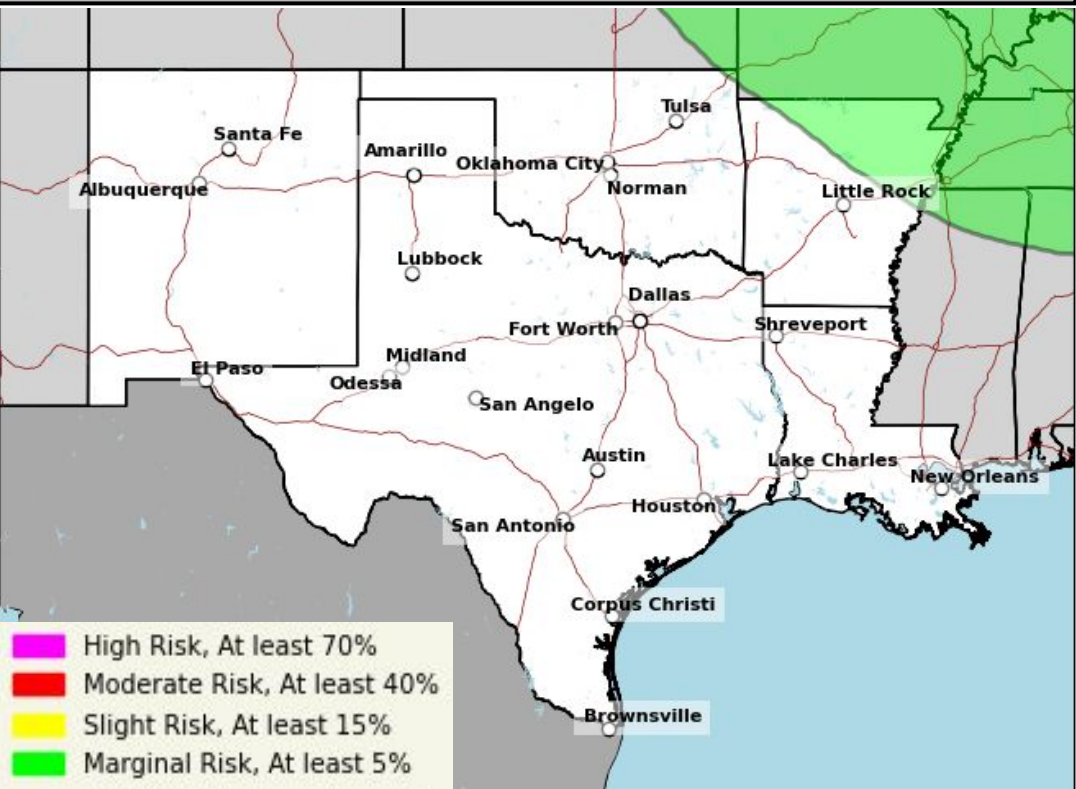 Tulsa
Santa Fe
Amarillo
Oklahoma City
Albuquerque
Norman
Little Rock
Lubbock
Dallas
Fort Worth
Shreveport
Midland
El Paso
Odessa
San Angelo
Austin
Lake Charles
New Orleans
Houston
San Antonio
Corpus Christi
High Risk, At least 70%
Moderate Risk, At least 40%
Slight Risk, At least 15%
Brownsville
Marginal Risk, At least 5%